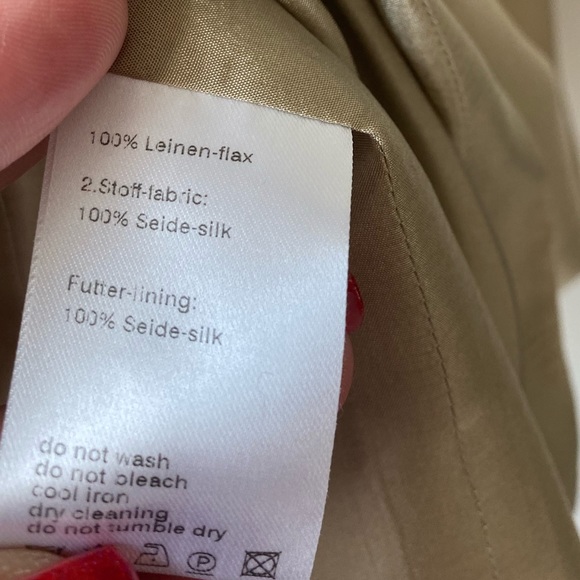 100% Leinen-flax
2.Stoff-fabric:
100% Seide-silk
Futter-lining:
100% Seide-silk
do not wash
do not bleach
cool iron
dry cleaning
do not tumble dry
P